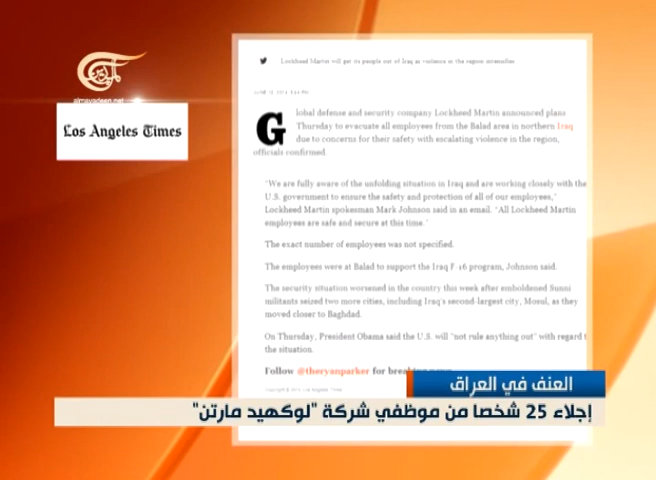 الميادين
almayadeen.net
Los Angeles Times
Lockheed Martin will get its people out of Iraq as violence in the region intensifies
Global defense and security company Lockheed Martin announced plans
Thursday to evacuate all employees from the Balad area in northern Iraq
due to concerns for their safety with escalating violence in the region,
officials confirmed.
"We are fully aware of the unfolding situation in Iraq and are working closely with the
U.S. government to ensure the safety and protection of all of our employees,"
Lockheed Martin spokesman Mark Johnson said in an email. "All Lockheed Martin
employees are safe and secure at this time."
The exact number of employees was not specified.
The employees were at Balad to support the Iraq F-16 program, Johnson said.
The security situation worsened in the country this week after emboldened Sunni
militants seized two more cities, including Iraq's second-largest city, Mosul, as they
moved closer to Baghdad.
On Thursday, President Obama said the U.S. will "not rule anything out" with regard t
the situation.
Follow @theryanparker for breaking news
Copyright © 2014, Los Angeles Times
العنف في العراق
إجلاء 25 شخصا من موظفي شركة "لوكهيد مارتن"